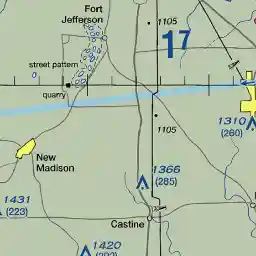 Fort
Jefferson
1105
17
street pattern
0
quarry
1105
1310
(260)
New
Madison
1366
(285)
1431
(223)
Castine
1420